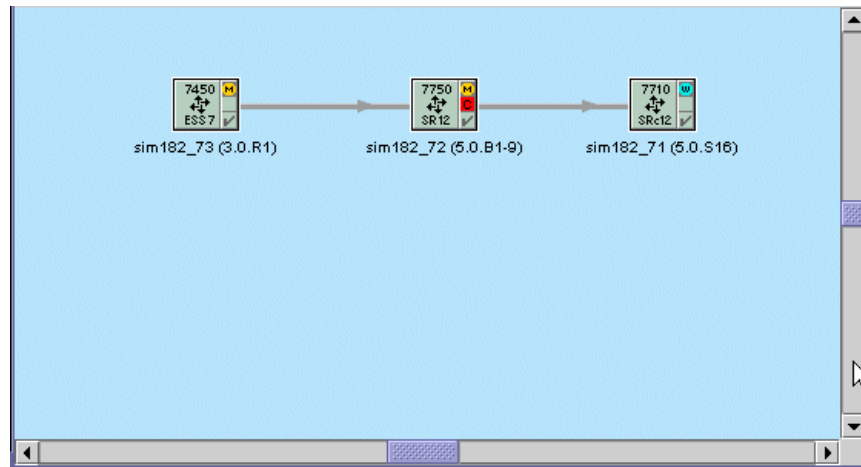 7450 M
ESS7
sim182_73 (3.0.R1)
7750 M
C
SR12
sim182_72 (5.0.B1-9)
7710 W
SRc12
sim182_71 (5.0.S16)